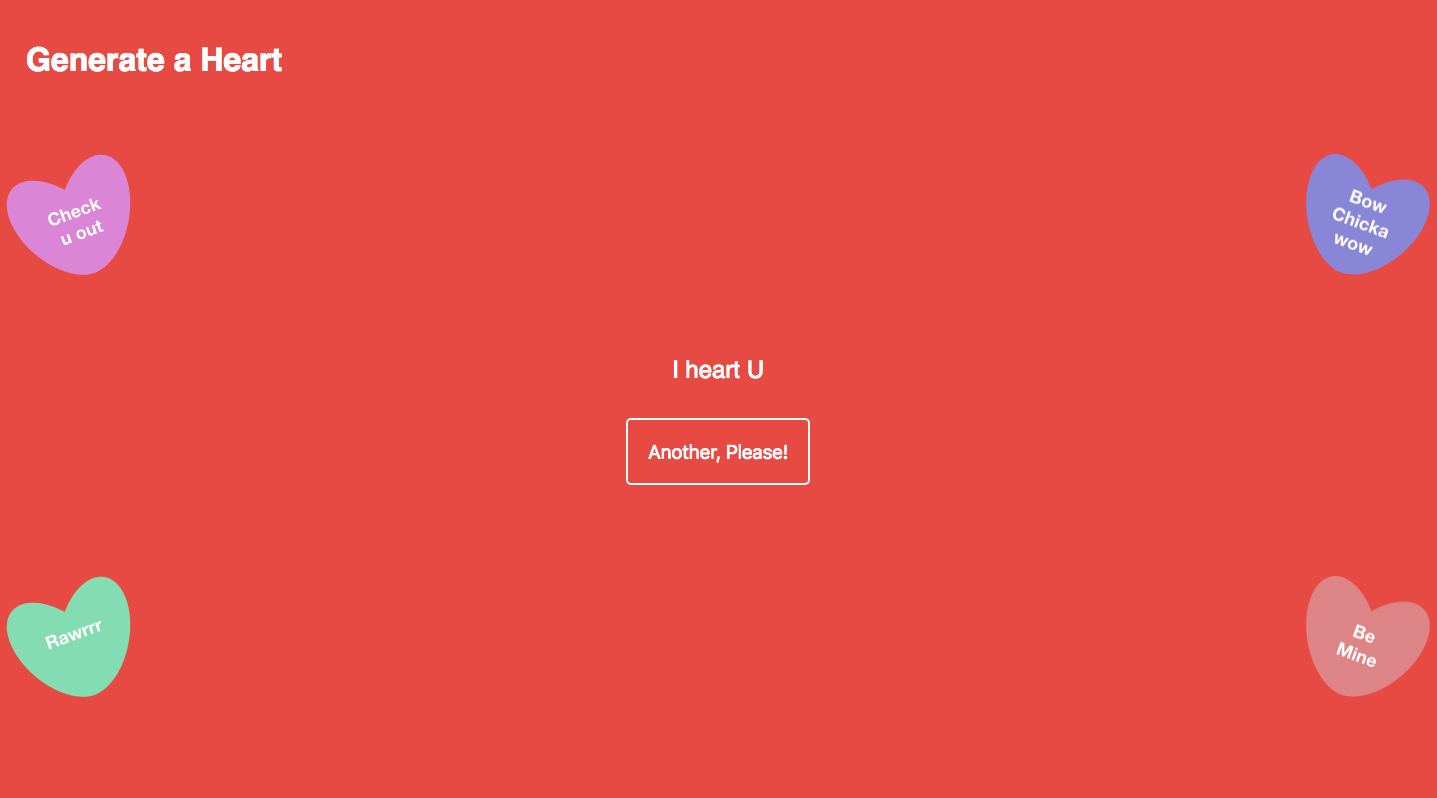 Generate a Heart
Check
u out
Bow
Chicka
wow
I heart U
Another, Please!
Rawrrr
Be
Mine